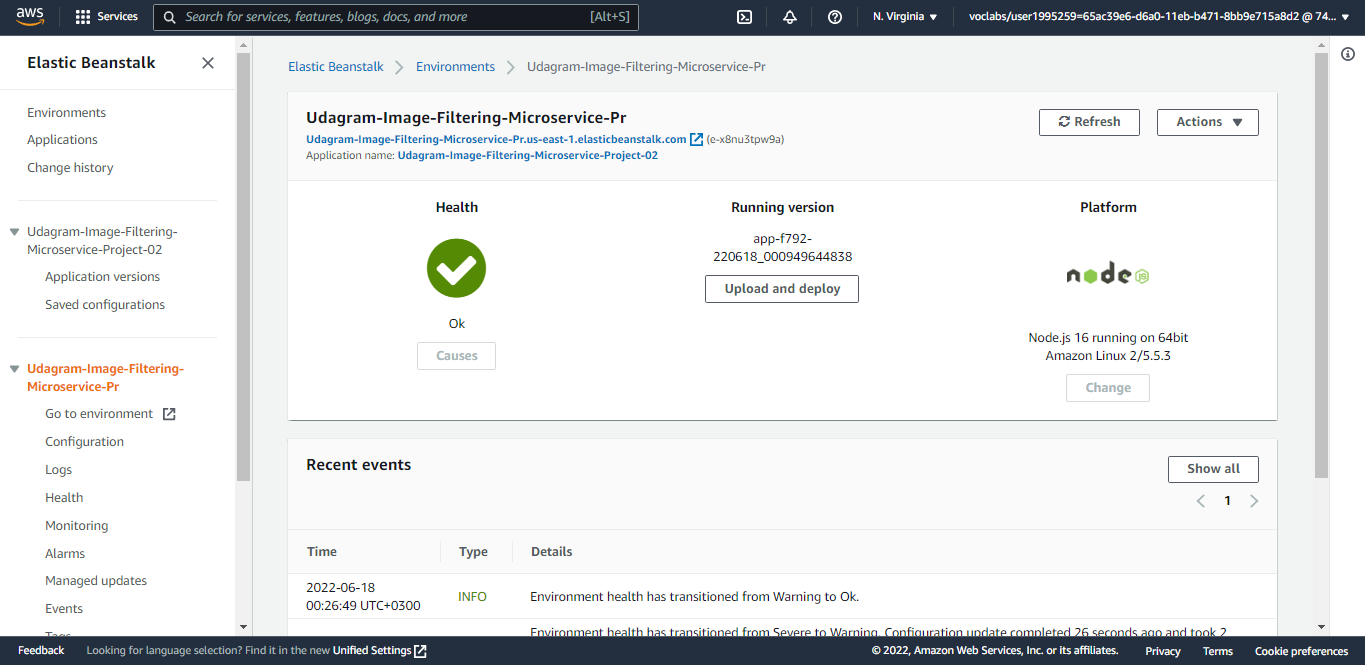 aws
Services
Search for services, features, blogs, docs, and more
[Alt+S]
N. Virginia
voclabs/user1995259=65ac39e6-d6a0-11eb-b471-8bb9e715a8d2 @ 74...
Elastic Beanstalk
Environments
Applications
Change history
Udagram-Image-Filtering-
Microservice-Project-02
Application versions
Saved configurations
Udagram-Image-Filtering-
Microservice-Pr
Go to environment
Configuration
Logs
Health
Monitoring
Alarms
Managed updates
Events
Tags
Elastic Beanstalk
Environments
Udagram-Image-Filtering-Microservice-Pr
Udagram-Image-Filtering-Microservice-Pr
Udagram-Image-Filtering-Microservice-Pr.us-east-1.elasticbeanstalk.com (e-x8nu3tpw9a)
Application name: Udagram-Image-Filtering-Microservice-Project-02
Refresh
Actions
Health
Ok
Causes
Running version
app-f792-
220618_000949644838
Upload and deploy
Platform
node JS
Node.js 16 running on 64bit
Amazon Linux 2/5.5.3
Change
Recent events
Show all
1
Time
Type
Details
2022-06-18
00:26:49 UTC+0300
INFO
Environment health has transitioned from Warning to Ok.
Environment health has transitioned from Severe to Warning. Configuration update completed 26 seconds ago and took 2
Feedback
Looking for language selection? Find it in the new Unified Settings
© 2022, Amazon Web Services, Inc. or its affiliates.
Privacy
Terms
Cookie preferences